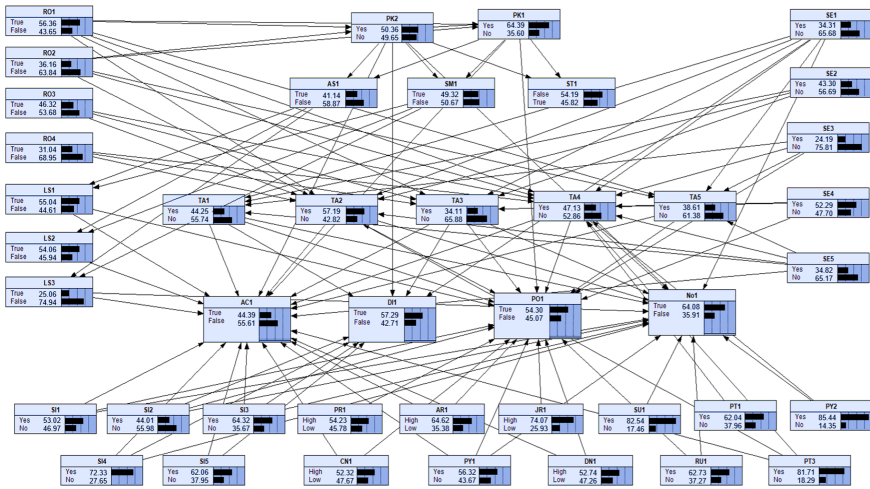 RO1
True 56.36
False 43.65
PK2
Yes 50.36
No 49.65
PK1
Yes 64.39
No 35.60
SE1
Yes 34.31
No 65.68
RO2
Yes 36.16
False 63.84
SE2
Yes 43.30
No 56.69
AS1
True 41.14
False 58.87
SM1
True 49.32
False 50.67
ST1
False 54.19
True 45.82
RO3
True 46.32
False 53.68
SE3
Yes 24.19
No 75.81
RO4
True 31.04
False 68.95
LS1
True 55.04
False 44.61
TA1
Yes 44.25
No 55.74
TA2
Yes 57.19
No 42.82
TA3
Yes 34.11
No 65.88
TA4
Yes 47.13
No 52.86
TA5
Yes 38.61
No 61.38
SE4
Yes 52.29
No 47.70
LS2
True 54.06
False 45.94
SE5
Yes 34.82
No 65.17
LS3
True 25.06
False 74.94
AC1
True 44.39
False 55.61
DI1
True 57.29
False 42.71
PO1
True 54.30
False 45.07
No1
True 64.08
False 35.91
SI1
Yes 53.02
No 46.97
SI2
Yes 44.01
No 55.98
SI3
Yes 64.32
No 35.67
PR1
High 54.23
Low 45.78
AR1
High 64.62
Low 35.38
JR1
High 74.07
Low 25.93
SU1
Yes 82.54
No 17.46
PT1
Yes 62.04
No 37.96
PY2
Yes 85.44
No 14.35
SI4
Yes 72.33
No 27.65
SI5
Yes 62.06
No 37.95
CN1
High 52.32
Low 47.67
PY1
Yes 56.32
No 43.67
DN1
High 52.74
Low 47.26
RU1
Yes 62.73
No 37.27
PT3
Yes 81.71
No 18.29